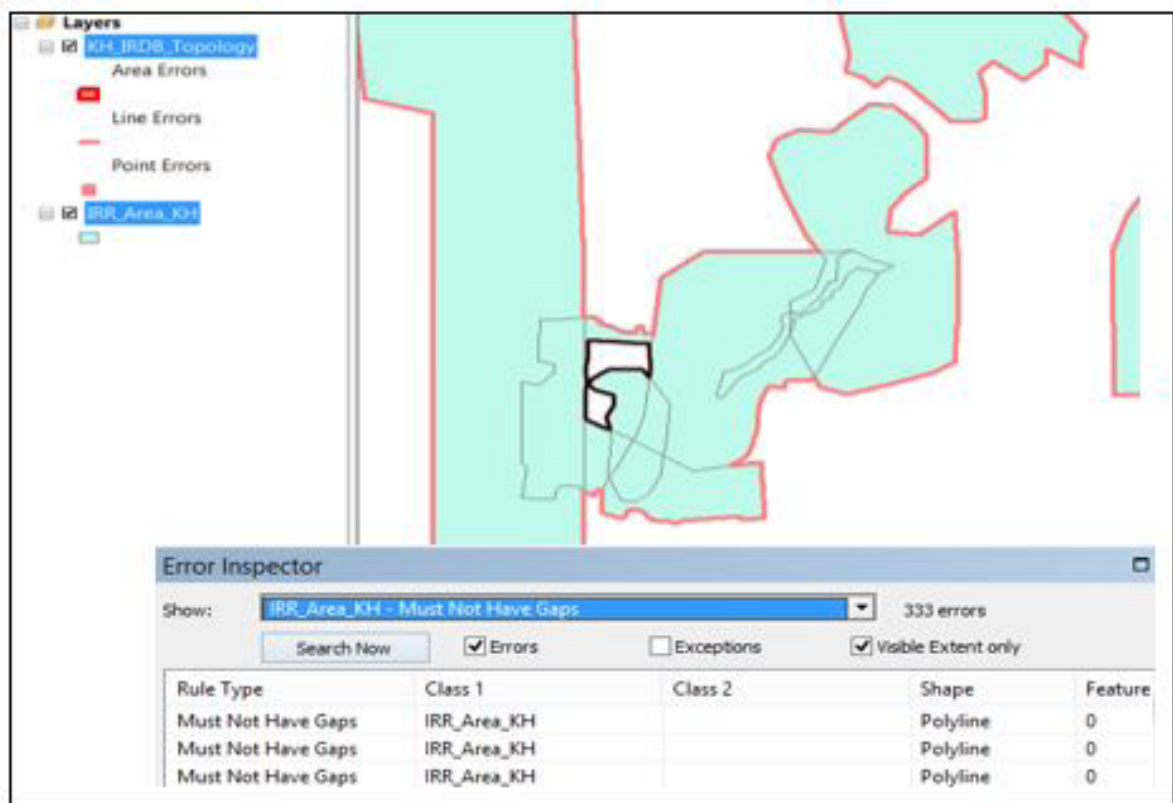 Layers
KH_IRDB_Topology
Area Errors
Line Errors
Point Errors
IRR_Area_KH
Error Inspector
Show: IRR_Area_KH - Must Not Have Gaps 333 errors
Search Now Errors Exceptions Visible Extent only
Rule Type Class 1 Class 2 Shape Feature
Must Not Have Gaps IRR_Area_KH Polyline 0
Must Not Have Gaps IRR_Area_KH Polyline 0
Must Not Have Gaps IRR_Area_KH Polyline 0